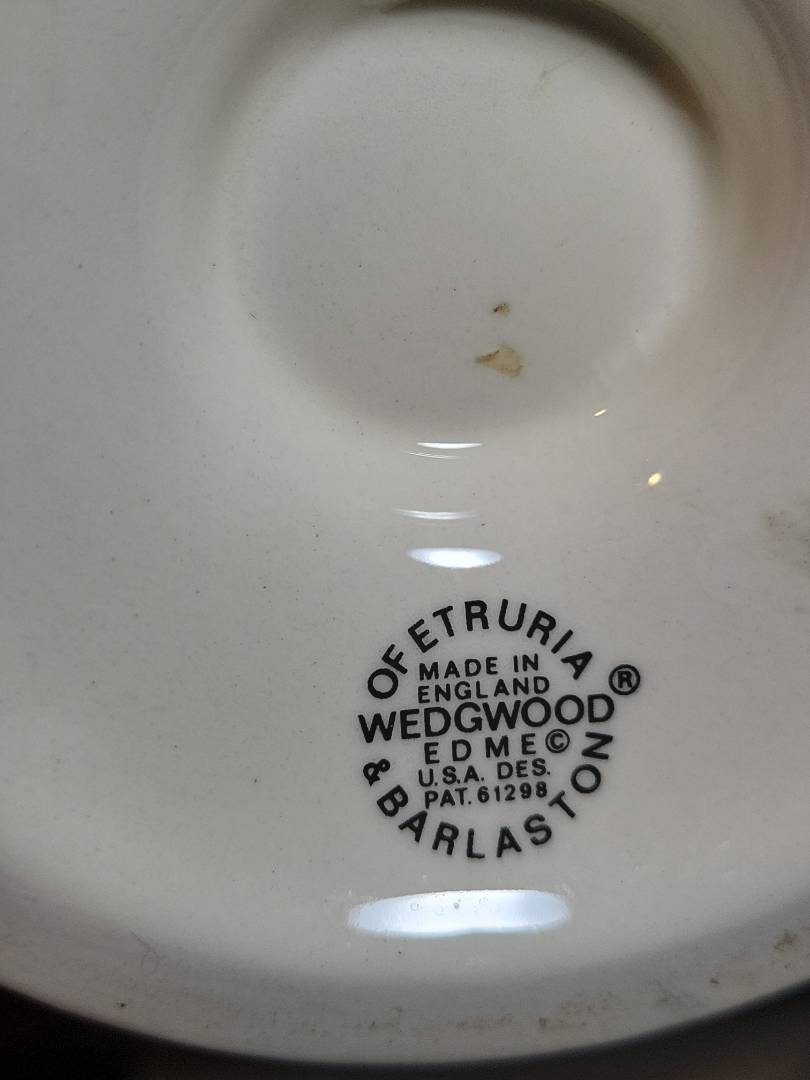 OF ETRURIA
MADE IN
ENGLAND
WEDGWOOD ®
EDME ©
U.S.A. DES.
PAT. 61298
& BARLASTON